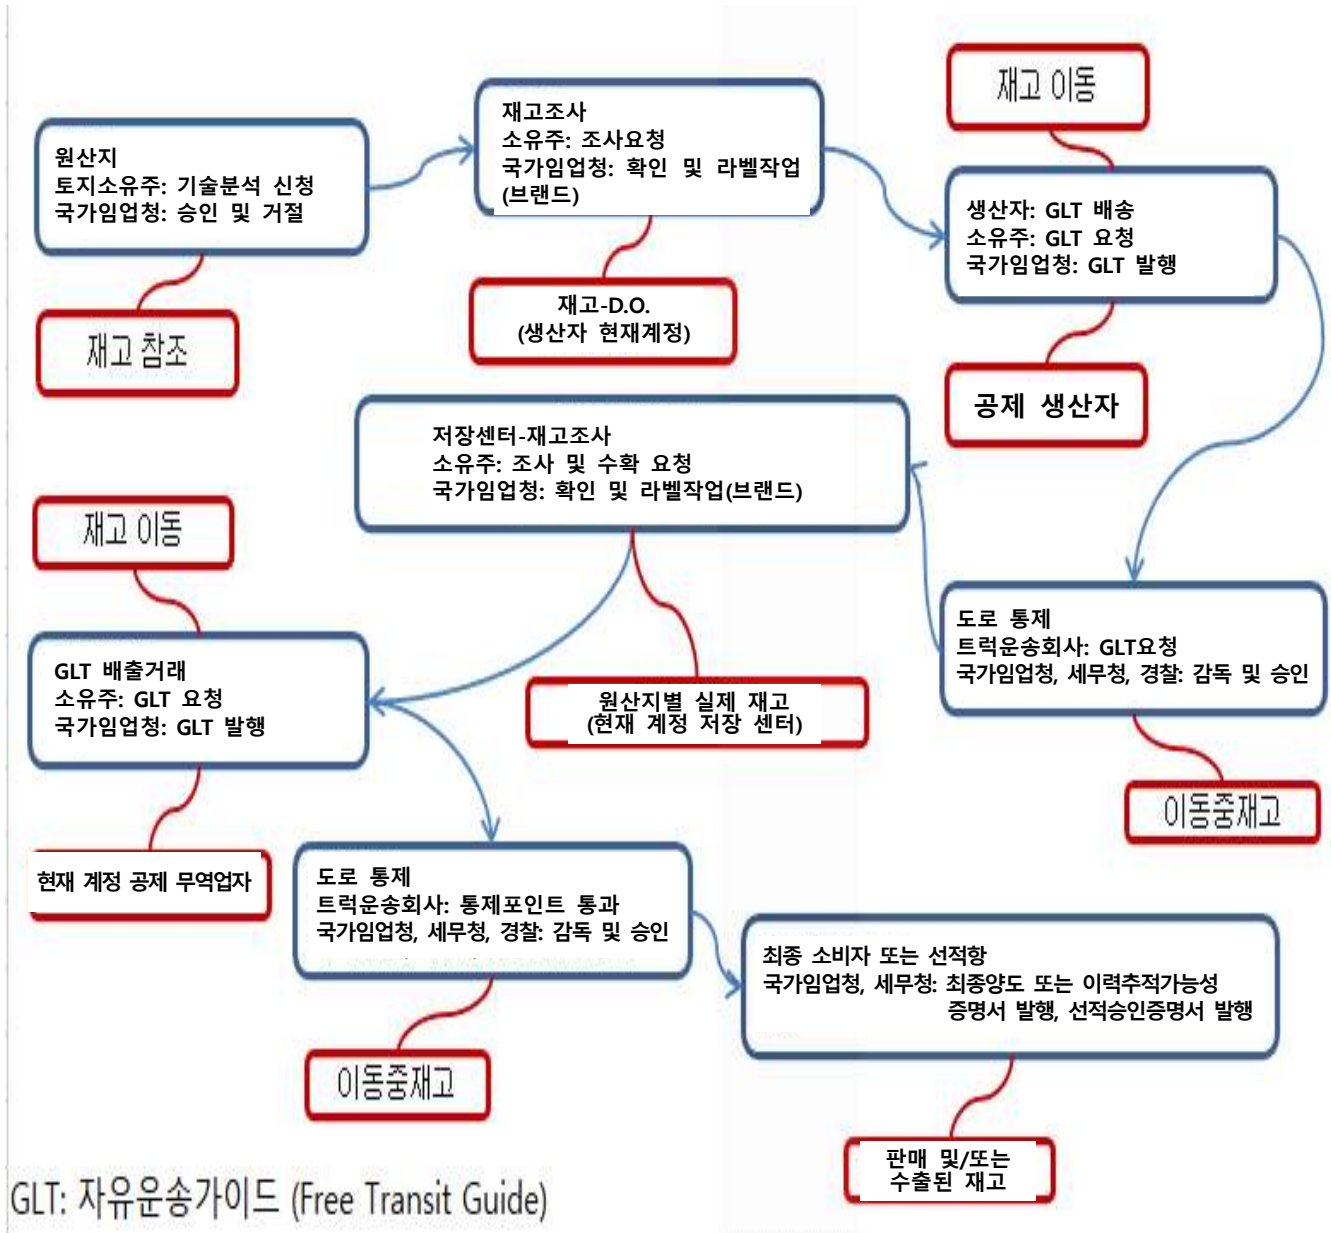 원산지
토지소유주: 기술분석 신청
국가임업청: 승인 및 거절
재고 참조
재고조사
소유주: 조사요청
국가임업청: 확인 및 라벨작업
(브랜드)
재고-D.O.
(생산자 현재계정)
재고 이동
생산자: GLT 배송
소유주: GLT 요청
국가임업청: GLT 발행
공제 생산자
도로 통제
트럭운송회사: GLT요청
국가임업청, 세무청, 경찰: 감독 및 승인
이동중재고
저장센터-재고조사
소유주: 조사 및 수확 요청
국가임업청: 확인 및 라벨작업(브랜드)
원산지별 실제 재고
(현재 계정 저장 센터)
재고 이동
GLT 배출거래
소유주: GLT 요청
국가임업청: GLT 발행
현재 계정 공제 무역업자
도로 통제
트럭운송회사: 통제포인트 통과
국가임업청, 세무청, 경찰: 감독 및 승인
이동중재고
최종 소비자 또는 선적항
국가임업청, 세무청: 최종양도 또는 이력추적가능성
증명서 발행, 선적승인증명서 발행
판매 및/또는
수출된 재고
GLT: 자유운송가이드 (Free Transit Guide)